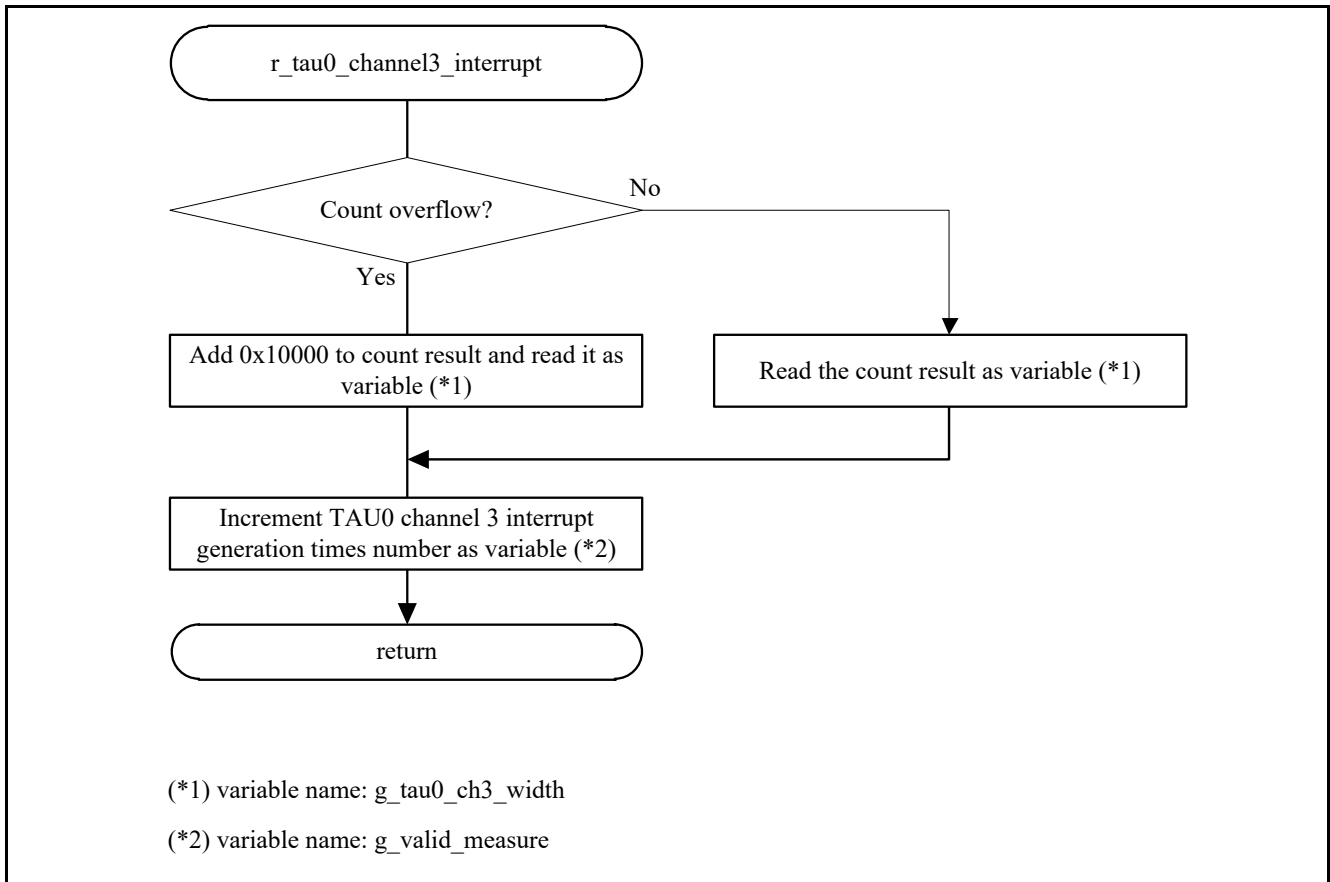 r_tau0_channel3_interrupt
Count overflow?
No
Yes
Add 0x10000 to count result and read it as
variable (*1)
Read the count result as variable (*1)
Increment TAU0 channel 3 interrupt
generation times number as variable (*2)
return
(*1) variable name: g_tau0_ch3_width
(*2) variable name: g_valid_measure